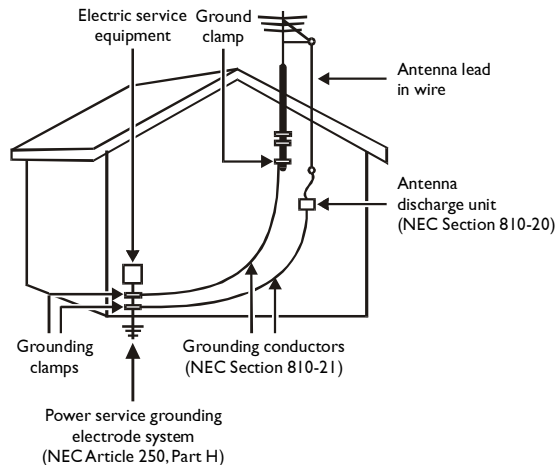 Electric service
equipment
Ground
clamp
Antenna lead
in wire
Antenna
discharge unit
(NEC Section 810-20)
Grounding
clamps
Grounding conductors
(NEC Section 810-21)
Power service grounding
electrode system
(NEC Article 250, Part H)